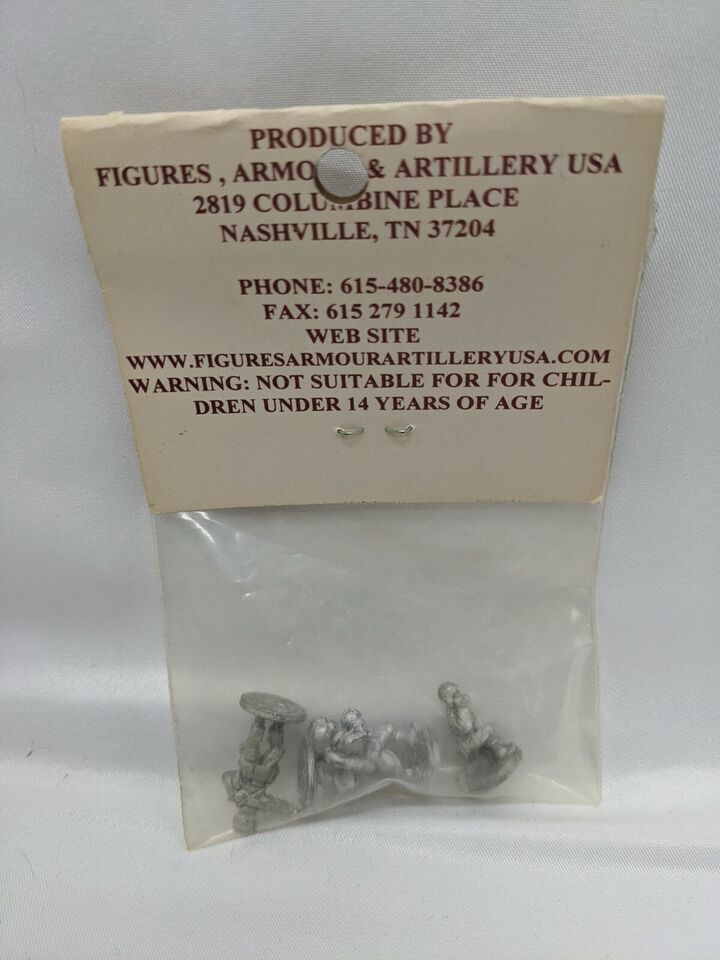 PRODUCED BY
FIGURES , ARMO & ARTILLERY USA
2819 COLUMBINE PLACE
NASHVILLE, TN 37204
PHONE: 615-480-8386
FAX: 615 279 1142
WEB SITE
WWW.FIGURESARMOURARTILLERYUSA.COM
WARNING: NOT SUITABLE FOR FOR CHIL-
DREN UNDER 14 YEARS OF AGE